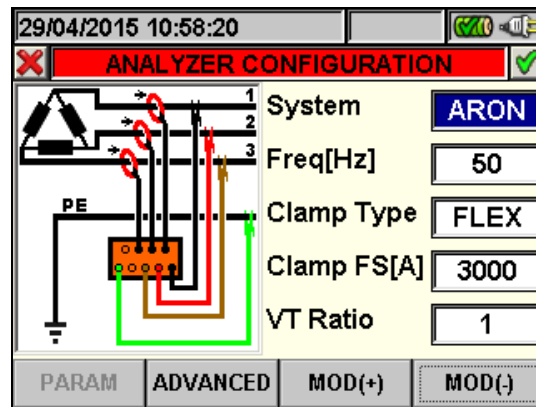 29/04/2015 10:58:20
ANALYZER CONFIGURATION
1
2
3
PE
System ARON
Freq[Hz] 50
Clamp Type FLEX
Clamp FS[A] 3000
VT Ratio 1
PARAM ADVANCED MOD(+) MOD(-)